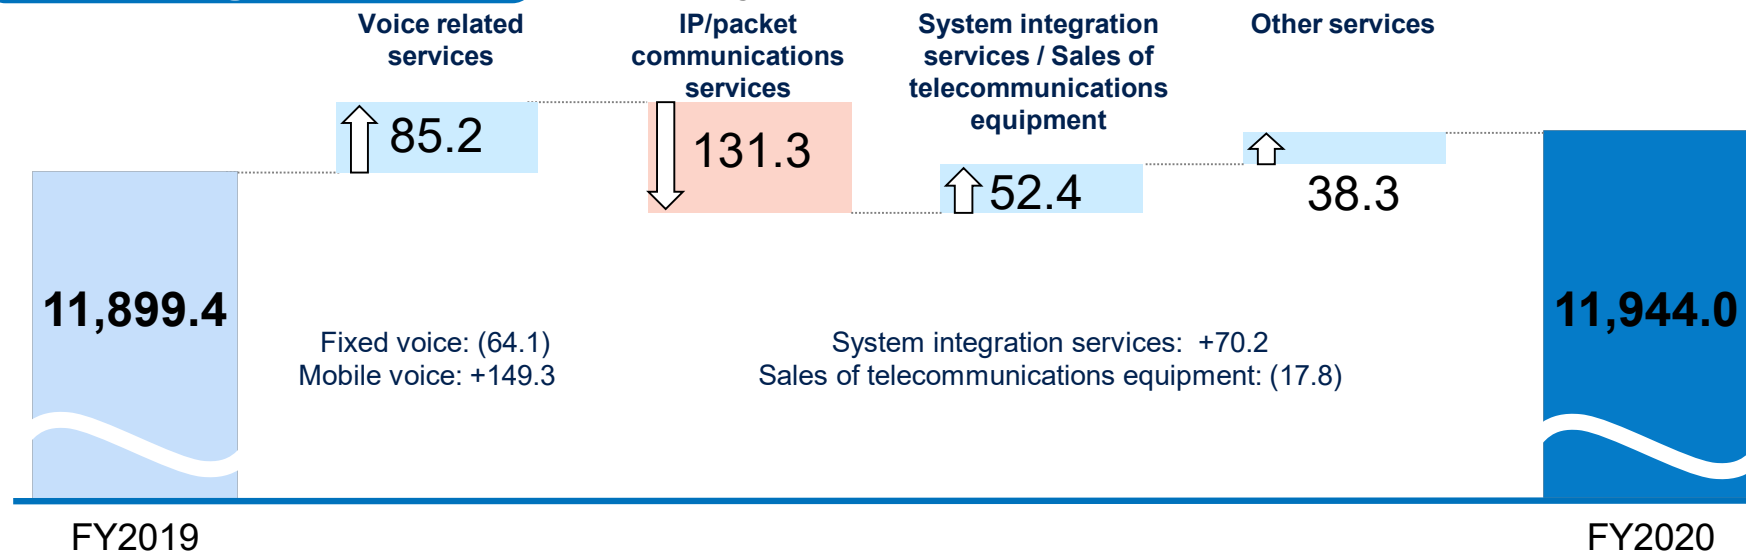 Voice related
services
IP/packet
communications
services
System integration
services / Sales of
telecommunications
equipment
Other services
85.2
131.3
52.4
38.3
11,899.4
11,944.0
Fixed voice: (64.1)
Mobile voice: +149.3
System integration services: +70.2
Sales of telecommunications equipment: (17.8)
FY2019
FY2020